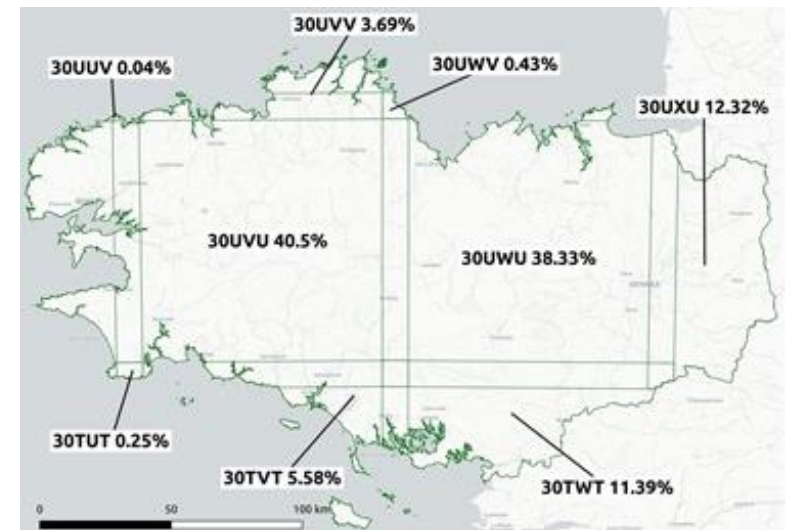 30UVV 3.69%
30UUV 0.04%
30UWV 0.43%
30UXU 12.32%
30UVU 40.5%
30UWU 38.33%
30TUT 0.25%
30TVT 5.58%
30TWT 11.39%
0 50 100 km